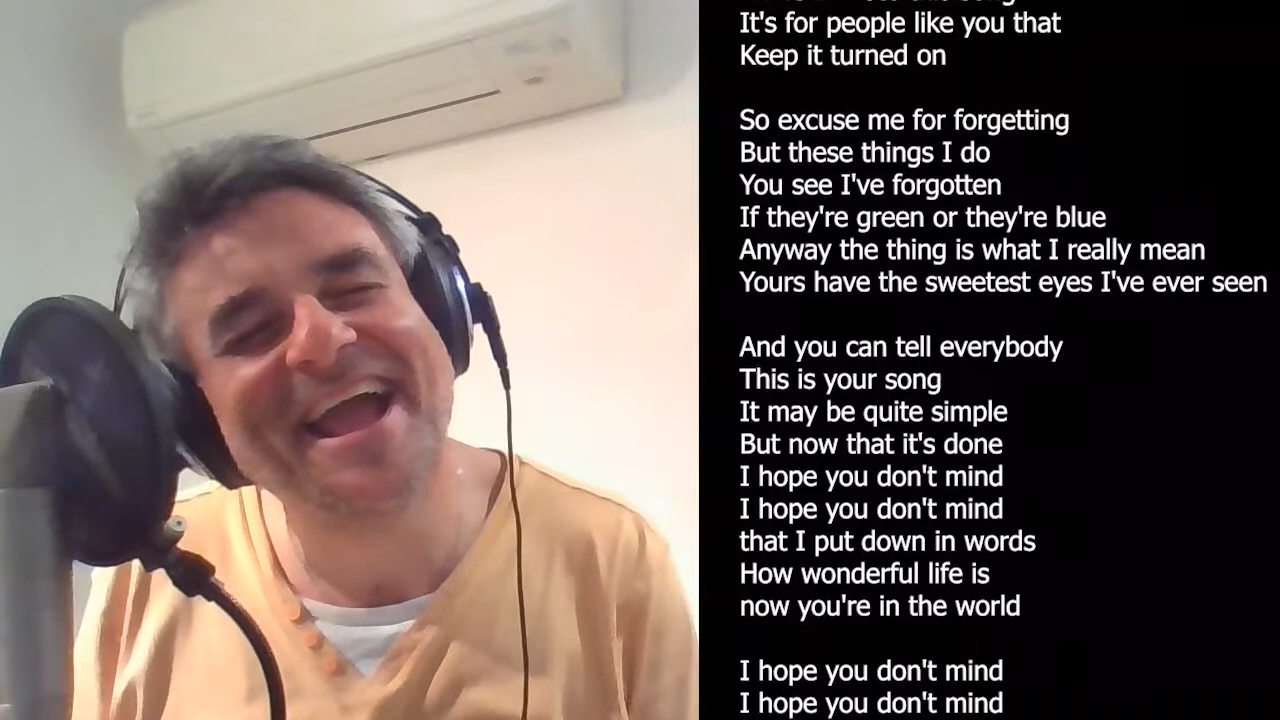 It's for people like you that
Keep it turned on
So excuse me for forgetting
But these things I do
You see I've forgotten
If they're green or they're blue
Anyway the thing is what I really mean
Yours have the sweetest eyes I've ever seen
And you can tell everybody
This is your song
It may be quite simple
But now that it's done
I hope you don't mind
I hope you don't mind
that I put down in words
How wonderful life is
now you're in the world
I hope you don't mind
I hope you don't mind